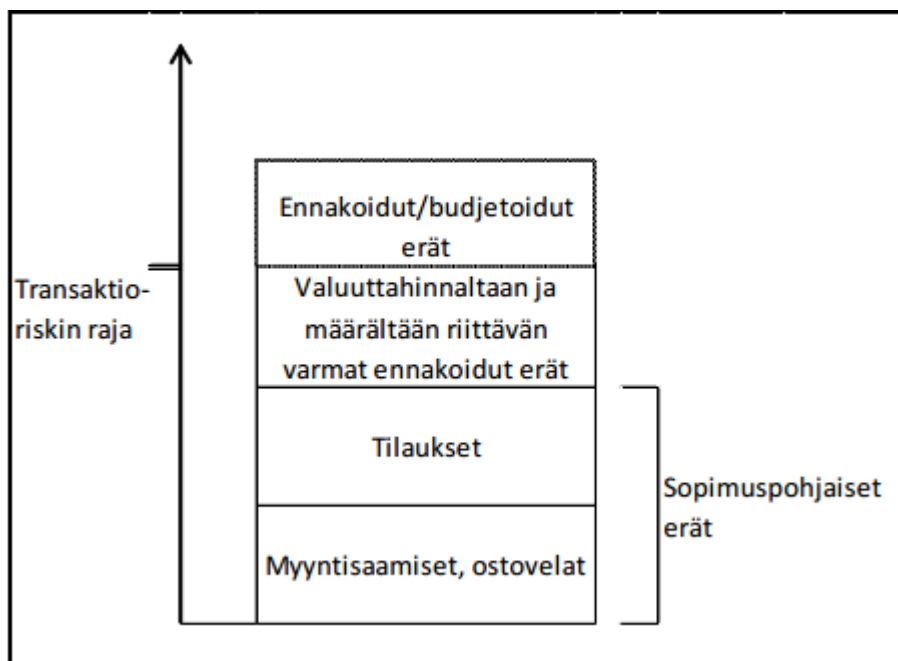 Ennakoidut/budjetoidut
erät
Transaktio-
riskin raja
Valuuttahinnaltaan ja
määrältään riittävän
varmat ennakoidut erät
Tilaukset
Sopimuspohjaiset
erät
Myyntisaamiset, ostovelat